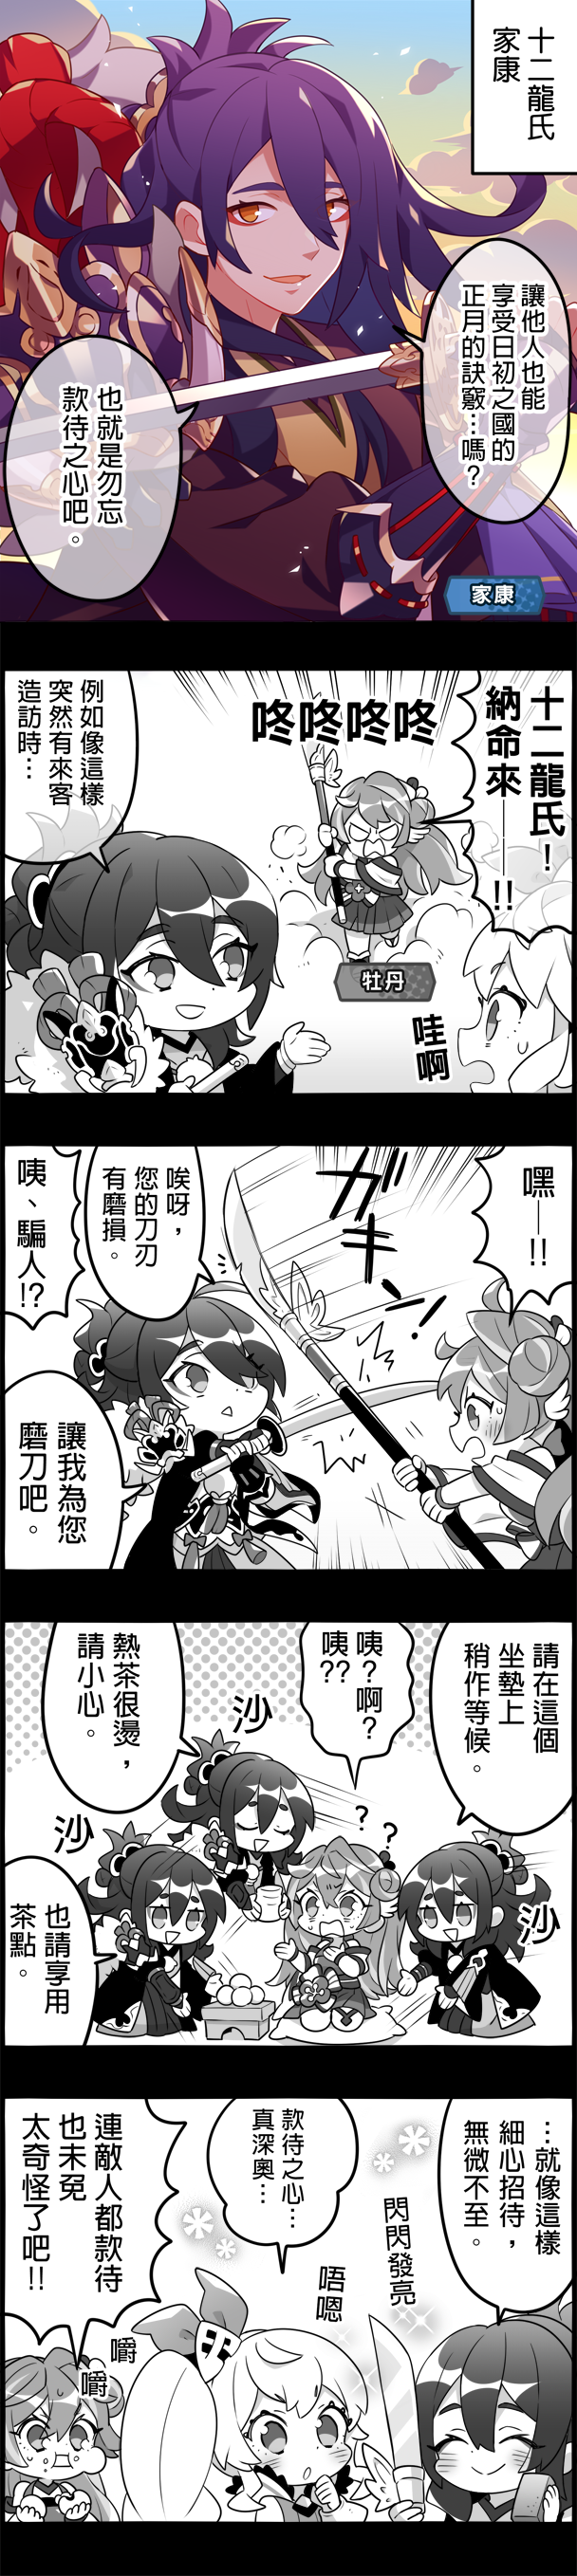 十二龍氏
家康
讓他人也能
享受日初之國的
正月的訣竅…嗎？
也就是勿忘
款待之心吧。
家康
十二龍氏！
納命來——!!
咚咚咚咚
例如像這樣
突然有來客
造訪時…
牡丹
哇啊
嘿—!!
ガキン
唉呀，
您的刀刃
有磨損。
咦、騙人!?
讓我為您
磨刀吧。
請在這個
坐墊上
稍作等候。
咦？啊？
咦??
？
？
熱茶很燙，
請小心。
沙
沙
沙
也請享用
茶點。
…就像這樣
細心招待，
無微不至。
閃閃發亮
款待之心…
真深奧…
唔嗯
連敵人都款待
也未免
太奇怪了吧!!
嚼
嚼